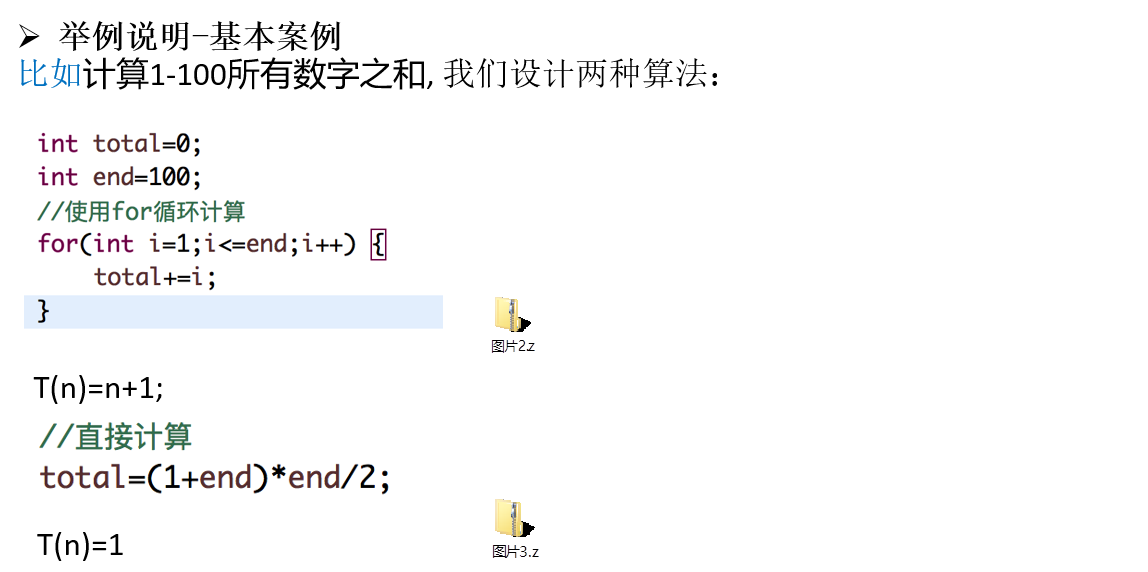 ➢ 举例说明-基本案例
比如计算1-100所有数字之和, 我们设计两种算法：
int total=0;
int end=100;
//使用for循环计算
for(int i=1;i<=end;i++) {
total+=i;
}
图片2.z
T(n)=n+1;
//直接计算
total=(1+end)*end/2;
图片3.z
T(n)=1